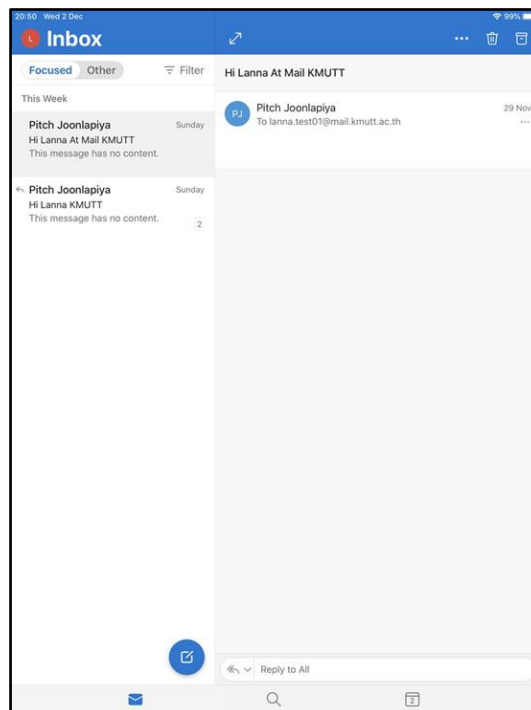 20:50 Wed 2 Dec
99%
L
Inbox
Focused
Other
Filter
This Week
Pitch Joonlapiya
Sunday
Hi Lanna At Mail KMUTT
This message has no content.
Pitch Joonlapiya
Sunday
Hi Lanna KMUTT
This message has no content.
2
Hi Lanna At Mail KMUTT
PJ
Pitch Joonlapiya
29 Nov
To lanna.test01@mail.kmutt.ac.th
Reply to All
2